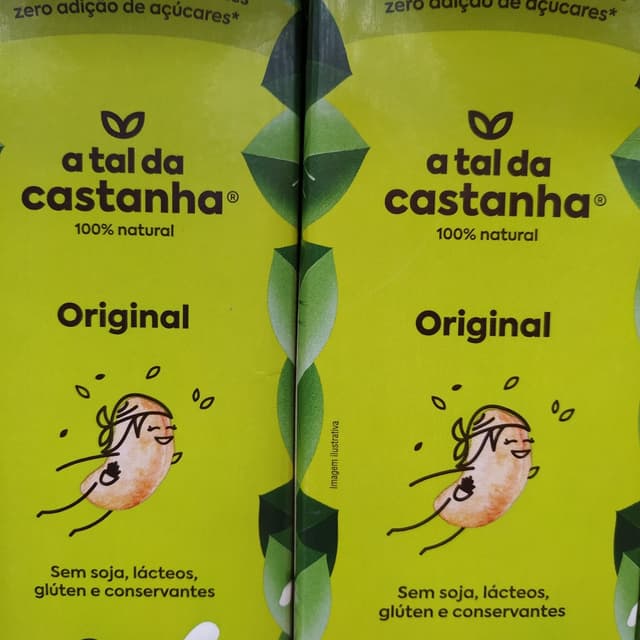 zero adição de açúcares*
a tal da
castanha®
100% natural
Original
Sem soja, lácteos,
glúten e conservantes
zero adição de açúcares*
a tal da
castanha®
100% natural
Original
Imagem ilustrativa
Sem soja, lácteos,
glúten e conservantes